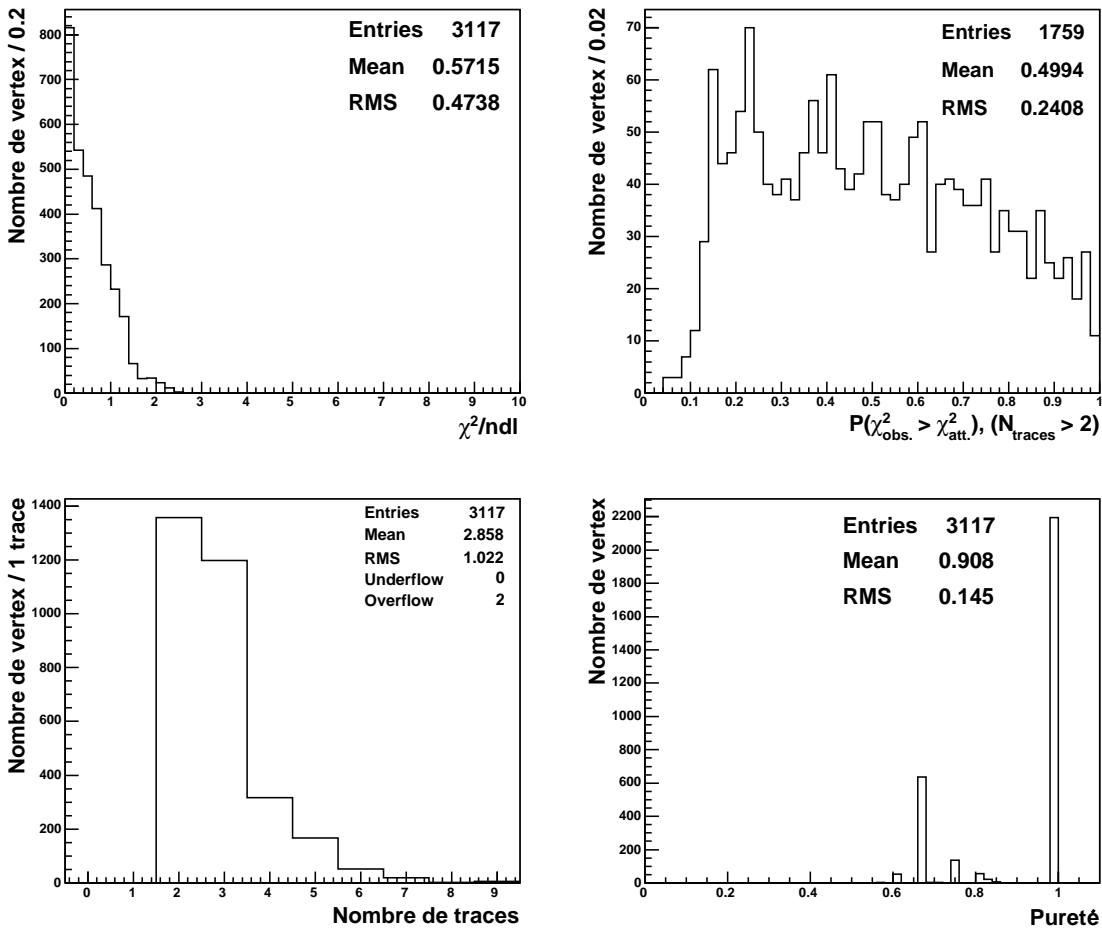 Nombre de vertex / 0.2
Entries 3117
Mean 0.5715
RMS 0.4738
800
700
600
500
400
300
200
100
0
0 1 2 3 4 5 6 7 8 9 10
χ²/ndl
Nombre de vertex / 0.02
Entries 1759
Mean 0.4994
RMS 0.2408
70
60
50
40
30
20
10
0
0 0.1 0.2 0.3 0.4 0.5 0.6 0.7 0.8 0.9 1
P(χ²obs. > χ²att.), (Ntraces > 2)
Nombre de vertex / 1 trace
Entries 3117
Mean 2.858
RMS 1.022
Underflow 0
Overflow 2
1400
1200
1000
800
600
400
200
0
0 1 2 3 4 5 6 7 8 9
Nombre de traces
Nombre de vertex
Entries 3117
Mean 0.908
RMS 0.145
2200
2000
1800
1600
1400
1200
1000
800
600
400
200
0
0 0.2 0.4 0.6 0.8 1
Pureté